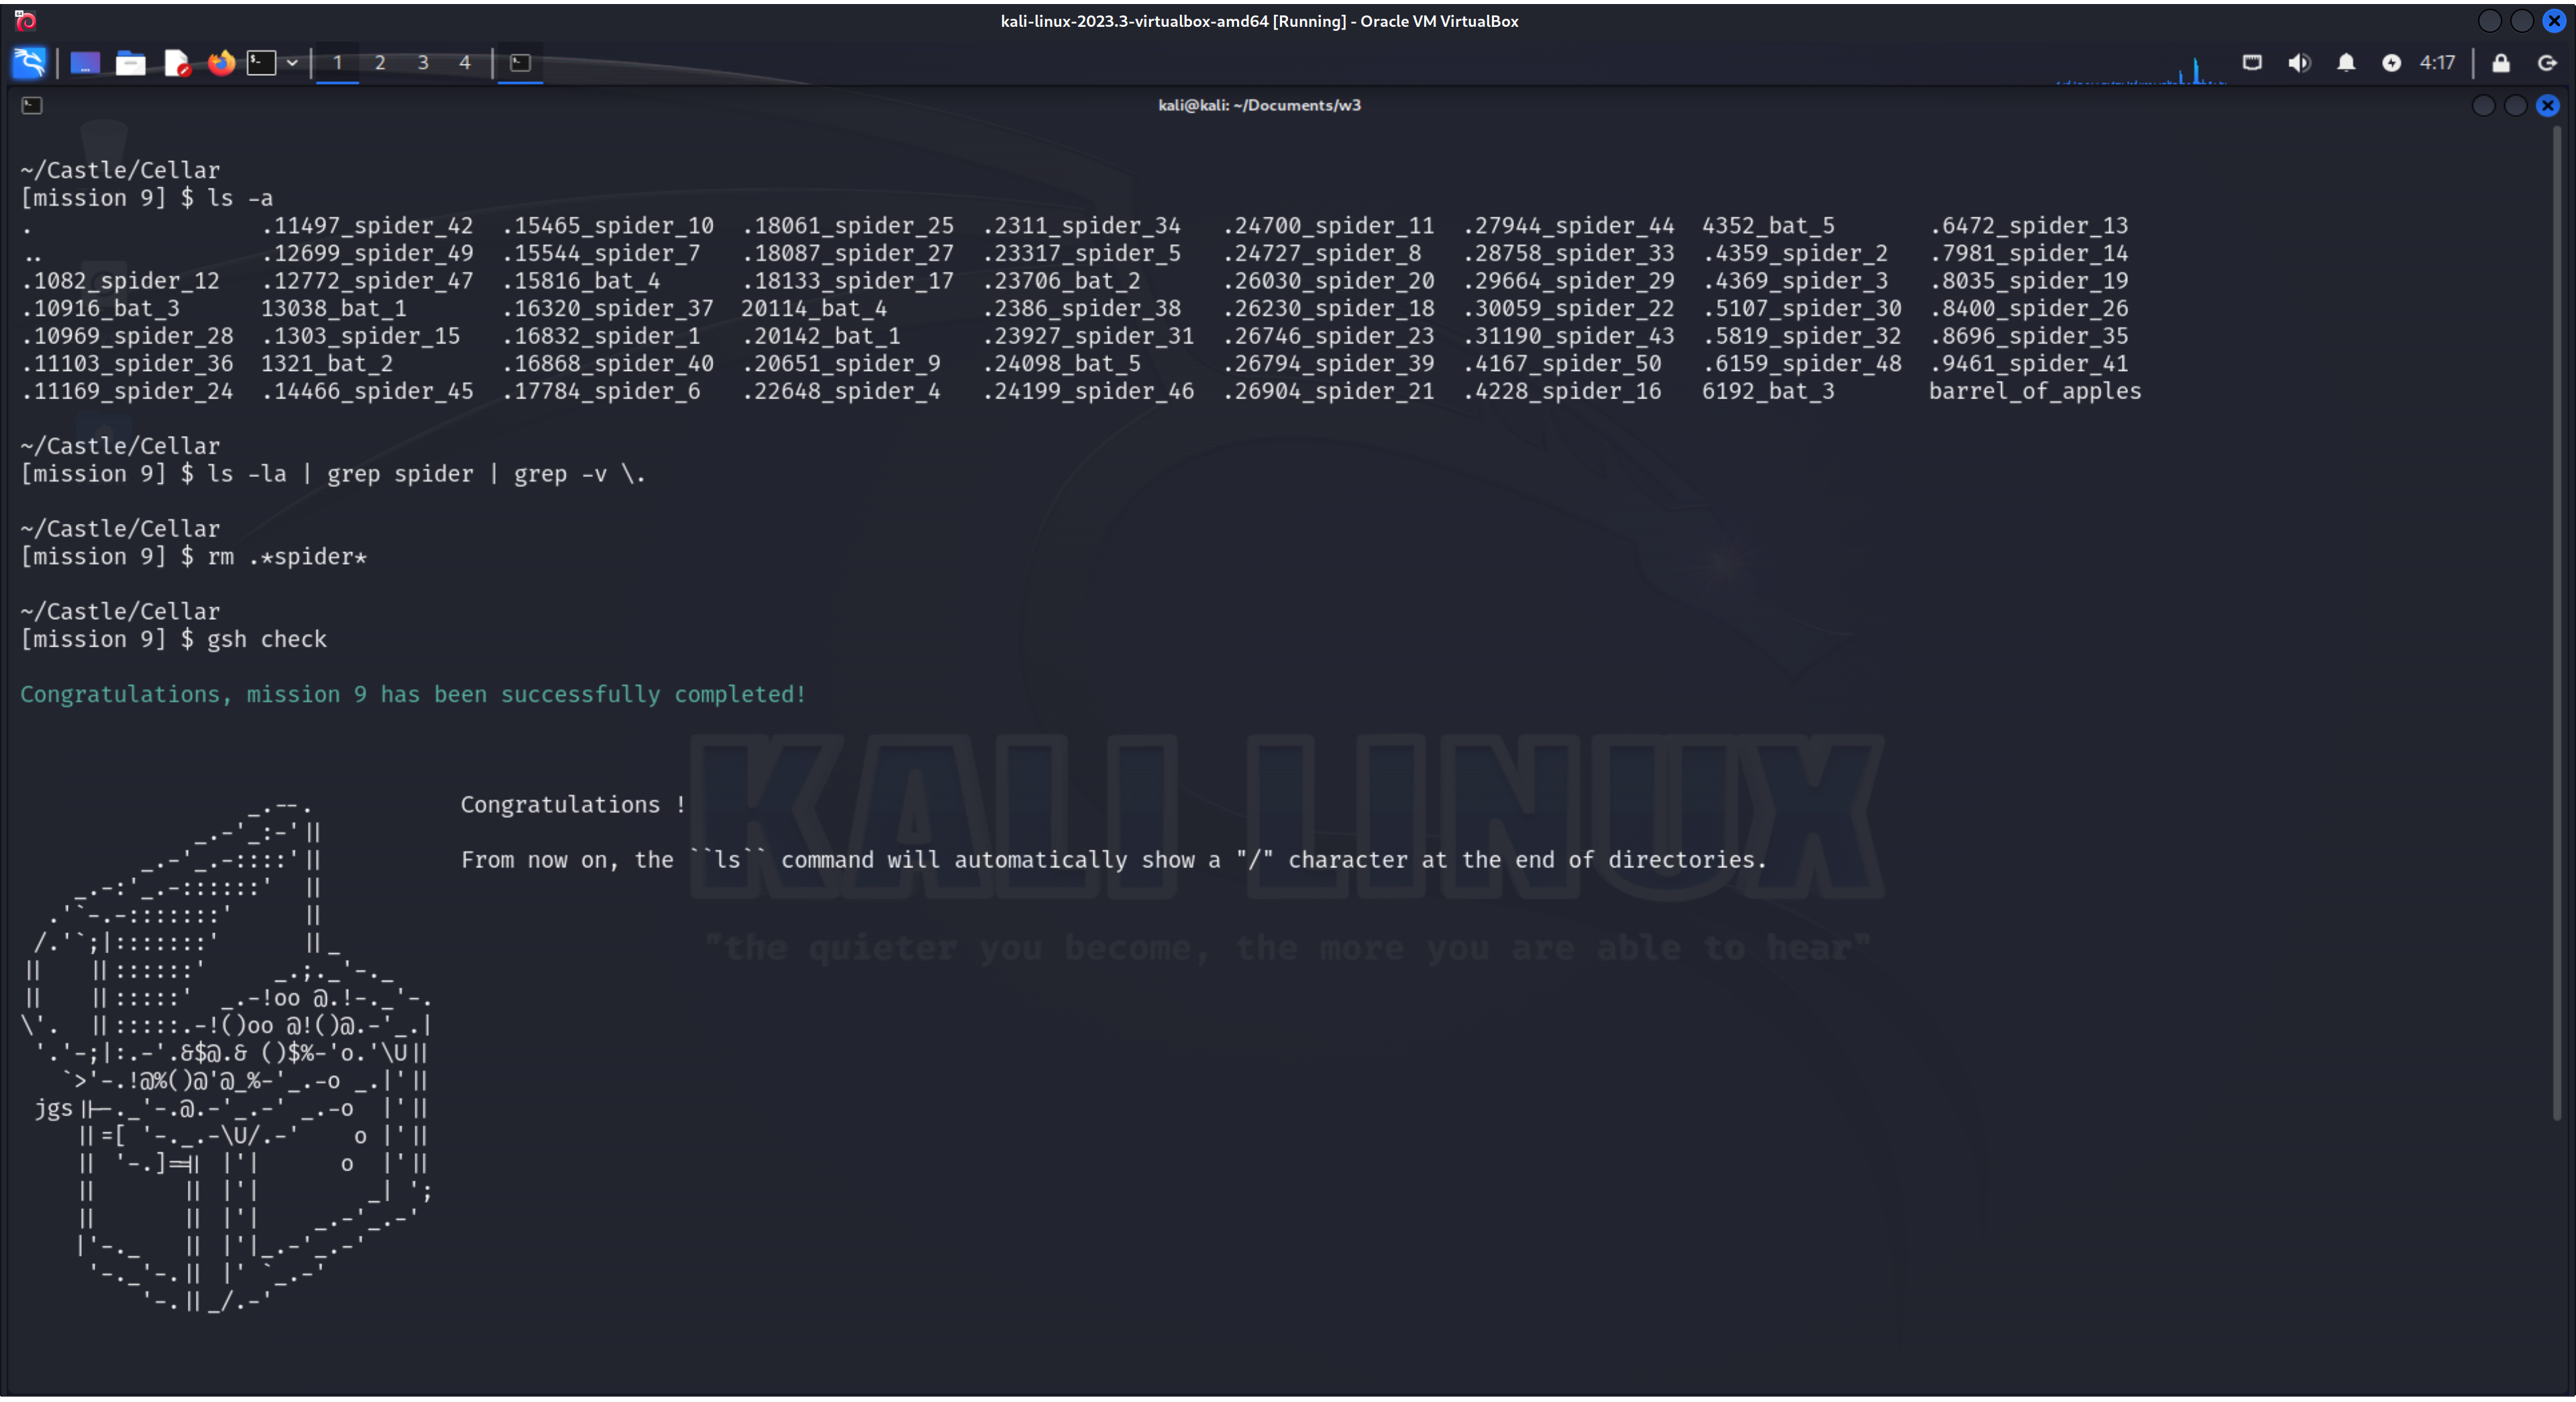 kali-linux-2023.3-virtualbox-amd64 [Running] - Oracle VM VirtualBox
1 2 3 4 4:17
kali@kali: ~/Documents/w3
~/Castle/Cellar
[mission 9] $ ls -a
. .11497_spider_42 .15465_spider_10 .18061_spider_25 .2311_spider_34 .24700_spider_11 .27944_spider_44 4352_bat_5 .6472_spider_13
.. .12699_spider_49 .15544_spider_7 .18087_spider_27 .23317_spider_5 .24727_spider_8 .28758_spider_33 .4359_spider_2 .7981_spider_14
.1082_spider_12 .12772_spider_47 .15816_bat_4 .18133_spider_17 .23706_bat_2 .26030_spider_20 .29664_spider_29 .4369_spider_3 .8035_spider_19
.10916_bat_3 13038_bat_1 .16320_spider_37 20114_bat_4 .2386_spider_38 .26230_spider_18 .30059_spider_22 .5107_spider_30 .8400_spider_26
.10969_spider_28 .1303_spider_15 .16832_spider_1 .20142_bat_1 .23927_spider_31 .26746_spider_23 .31190_spider_43 .5819_spider_32 .8696_spider_35
.11103_spider_36 1321_bat_2 .16868_spider_40 .20651_spider_9 .24098_bat_5 .26794_spider_39 .4167_spider_50 .6159_spider_48 .9461_spider_41
.11169_spider_24 .14466_spider_45 .17784_spider_6 .22648_spider_4 .24199_spider_46 .26904_spider_21 .4228_spider_16 6192_bat_3 barrel_of_apples
~/Castle/Cellar
[mission 9] $ ls -la | grep spider | grep -v \.
~/Castle/Cellar
[mission 9] $ rm .*spider*
~/Castle/Cellar
[mission 9] $ gsh check
Congratulations, mission 9 has been successfully completed!
Congratulations !
From now on, the ``ls`` command will automatically show a "/" character at the end of directories.
KALI LINUX
"the quieter you become, the more you are able to hear"
jgs